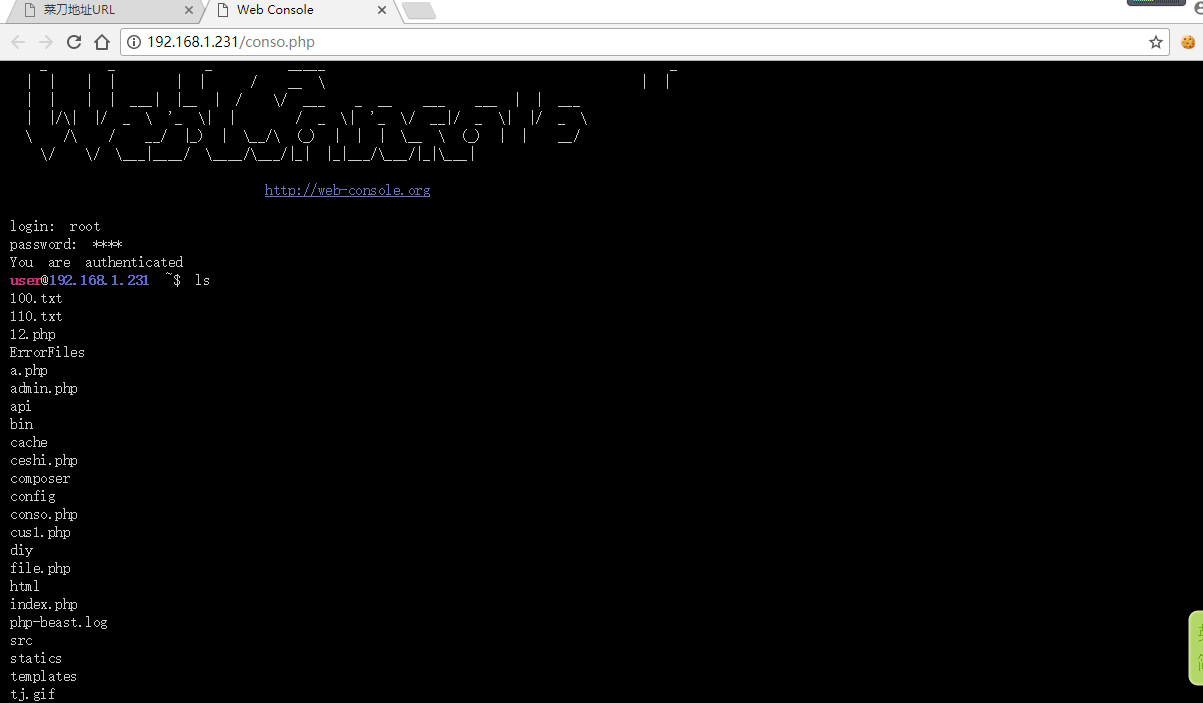 菜刀地址URL
Web Console
192.168.1.231/conso.php
http://web-console.org
login: root
password: ****
You are authenticated
user@192.168.1.231 ~$ ls
100.txt
110.txt
12.php
ErrorFiles
a.php
admin.php
api
bin
cache
ceshi.php
composer
config
conso.php
cus1.php
diy
file.php
html
index.php
php-beast.log
src
statics
templates
tj.gif